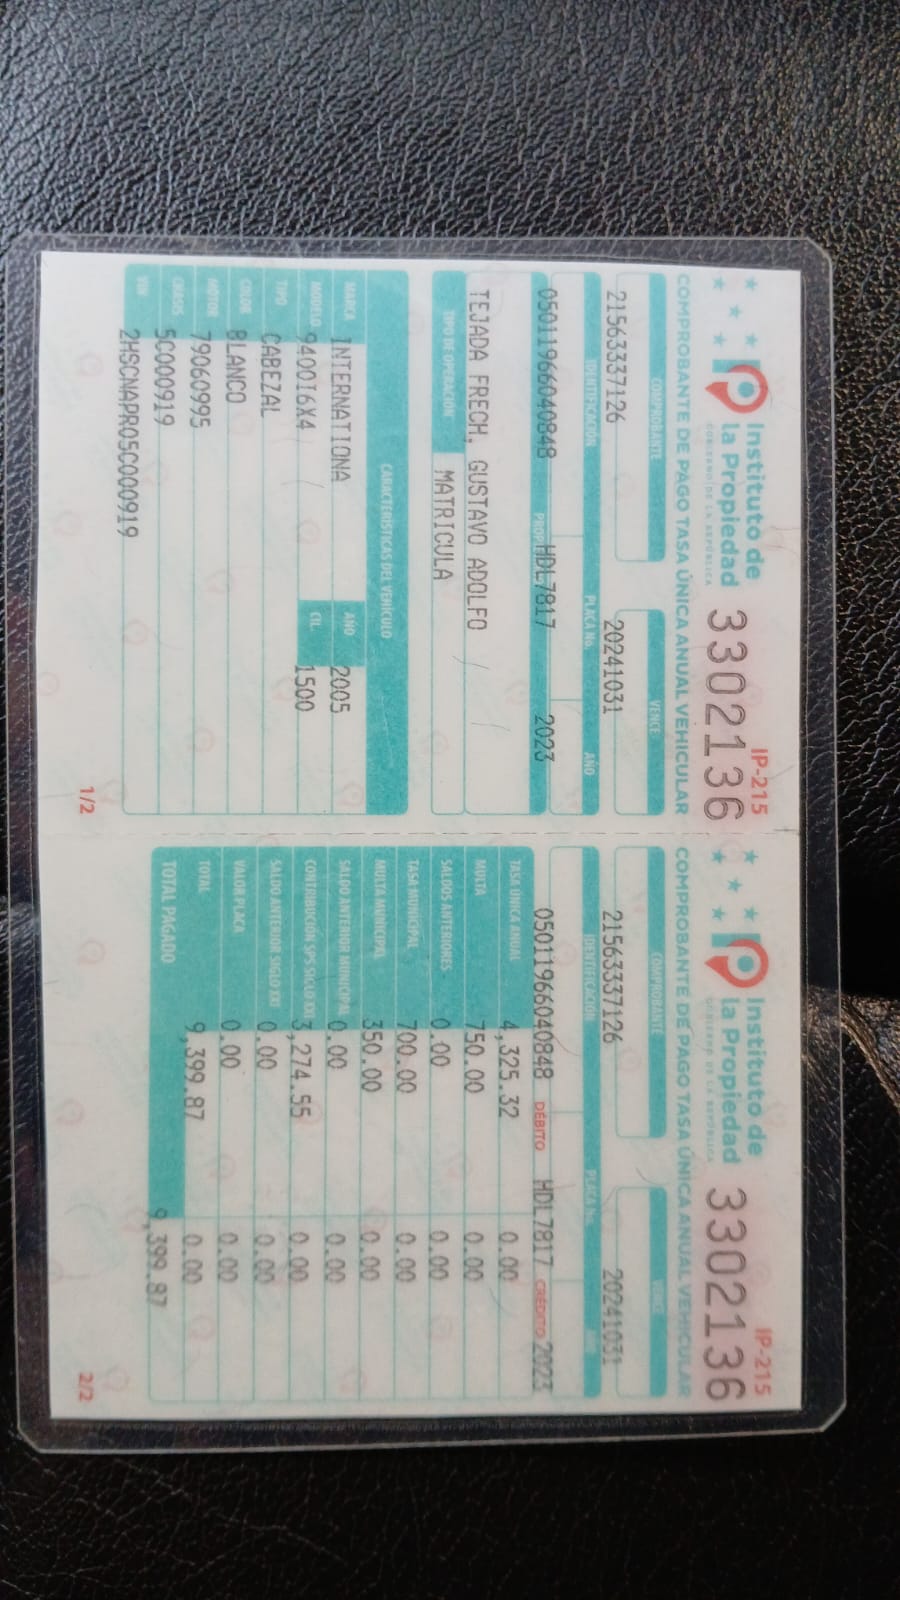 Instituto de
la Propiedad
GOBIERNO DE LA REPÚBLICA
IP-215
3302136
COMPROBANTE DE PAGO TASA ÚNICA ANUAL VEHICULAR
COMPROBANTE VENCE:
21563337126 20241031
IDENTIFICACIÓN PLACA No. AÑO
0501196604​0848 HDL7817 2023
TEJADA FRECH, GUSTAVO ADOLFO
TIPO DE OPERACIÓN MATRICULA
CARACTERÍSTICAS DEL VEHÍCULO
MARCA INTERNATIONA AÑO 2005
MODELO 9400I6X4 CIL. 1500
TIPO CABEZAL
COLOR BLANCO
MOTOR 79060995
CHASIS 5C000919
VIN 2HSCNAPR05C000919
1/2
Instituto de
la Propiedad
GOBIERNO DE LA REPÚBLICA
IP-215
3302136
COMPROBANTE DE PAGO TASA ÚNICA ANUAL VEHICULAR
COMPROBANTE VENCE
21563337126 20241031
IDENTIFICACIÓN PLACA No. AÑO
05011966040848 DÉBITO HDL7817 CRÉDITO 2023
TASA ÚNICA ANUAL 4,325.32 0.00
MULTA 750.00 0.00
SALDOS ANTERIORES 0.00 0.00
TASA MUNICIPAL 700.00 0.00
MULTA MUNICIPAL 350.00 0.00
SALDO ANTERIOR MUNICIPAL 0.00 0.00
CONTRIBUCIÓN SPS SIGLO XXI 3,274.55 0.00
SALDO ANTERIOR SIGLO XXI 0.00 0.00
VALOR PLACA 0.00 0.00
TOTAL 9,399.87 0.00
TOTAL PAGADO 9,399.87
2/2